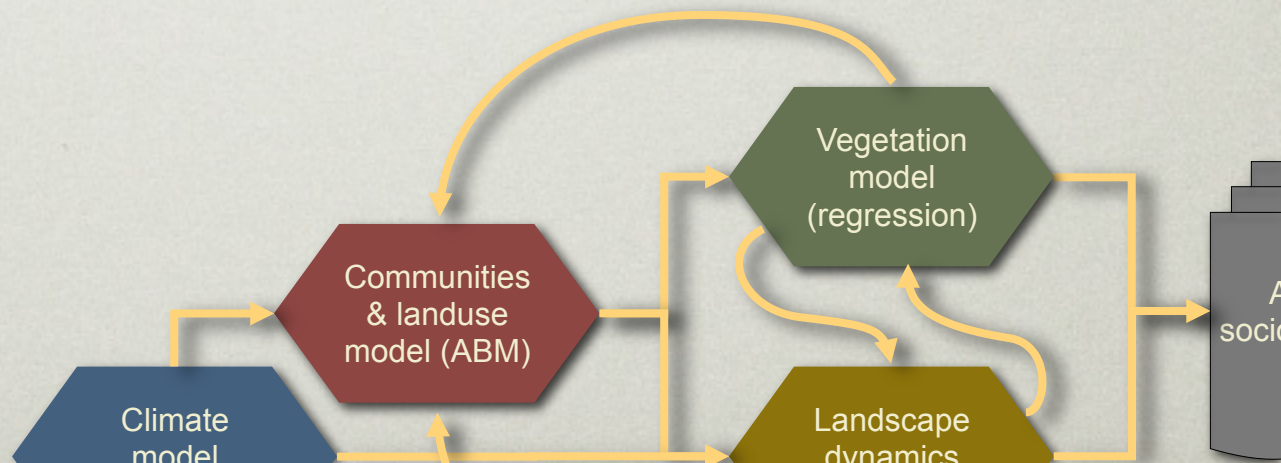 Vegetation
model
(regression)
Communities
& landuse
model (ABM)
Climate
model
Landscape
dynamics